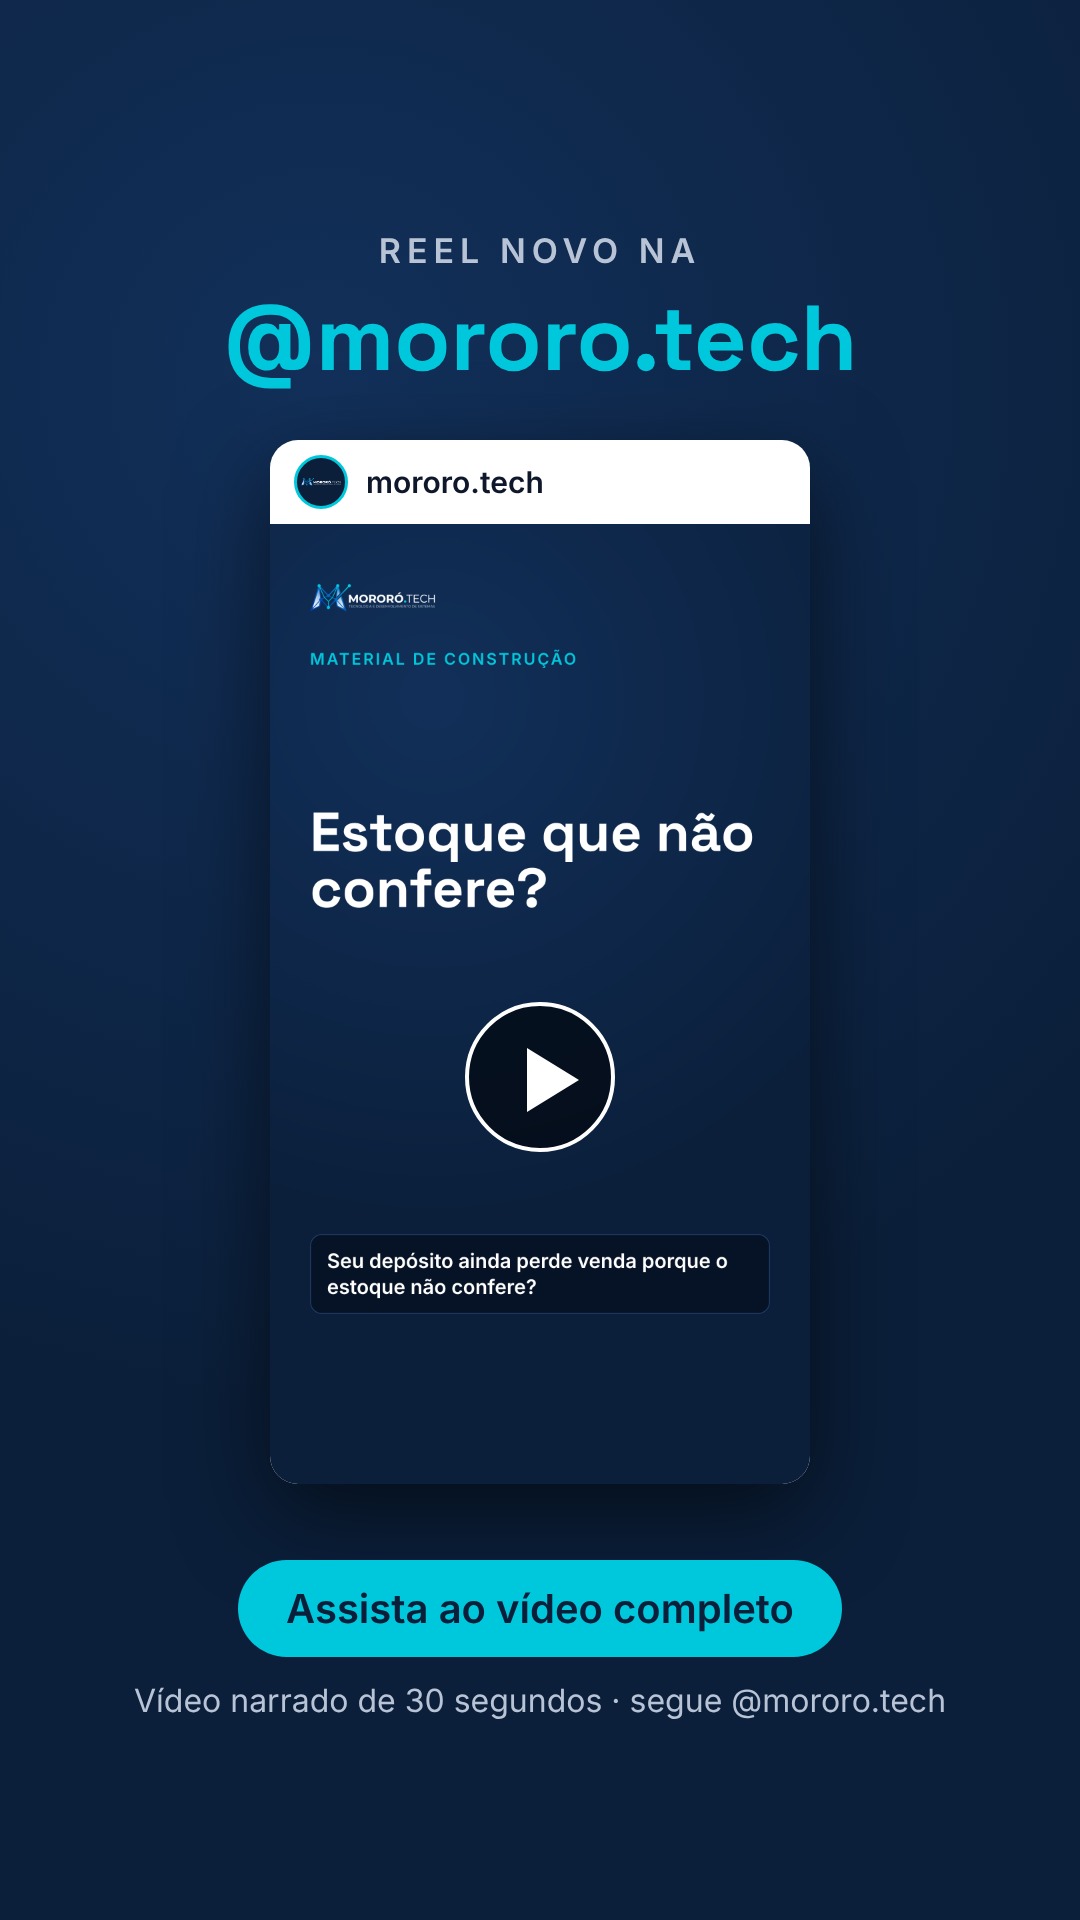 REEL NOVO NA
@mororo.tech
mororo.tech
MORORÓ.TECH
MATERIAL DE CONSTRUÇÃO
Estoque que não
confere?
Seu depósito ainda perde venda porque o
estoque não confere?
Assista ao vídeo completo
Vídeo narrado de 30 segundos · segue @mororo.tech